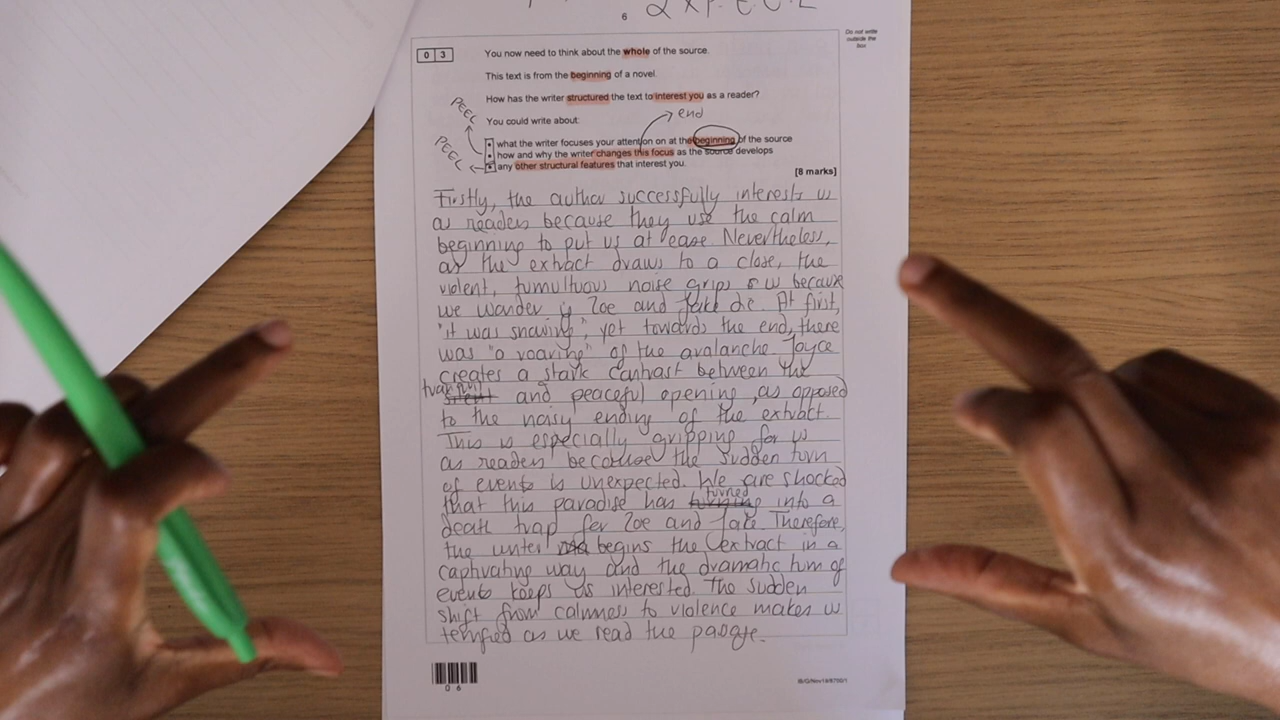 2 x P.E.E.L
6
Do not write
outside the
box
0 3
You now need to think about the whole of the source.
This text is from the beginning of a novel.
How has the writer structured the text to interest you as a reader?
You could write about:
end
PEEL
PEEL
• what the writer focuses your attention on at the beginning of the source
• how and why the writer changes this focus as the source develops
• any other structural features that interest you.
[8 marks]
Firstly, the author successfully interests us
as readers because they use the calm
beginning to put us at ease. Nevertheless,
as the extract draws to a close, the
violent, tumultuous noise grips us because
we wonder if Zoe and Jake die. At first,
"it was snowing", yet towards the end, there
was "a roaring" of the avalanche. Joyce
creates a stark contrast between the
tranquil and peaceful opening, as opposed
to the noisy ending of the extract.
This is especially gripping for us
as readers because the sudden turn
of events is unexpected. We are shocked
that this paradise has turned into a
death trap for Zoe and Jake. Therefore,
the writer begins the extract in a
captivating way and the dramatic turn of
events keeps us interested. The sudden
shift from calmness to violence makes us
terrified as we read the passage.
0 6
IB/G/Nov18/8700/1